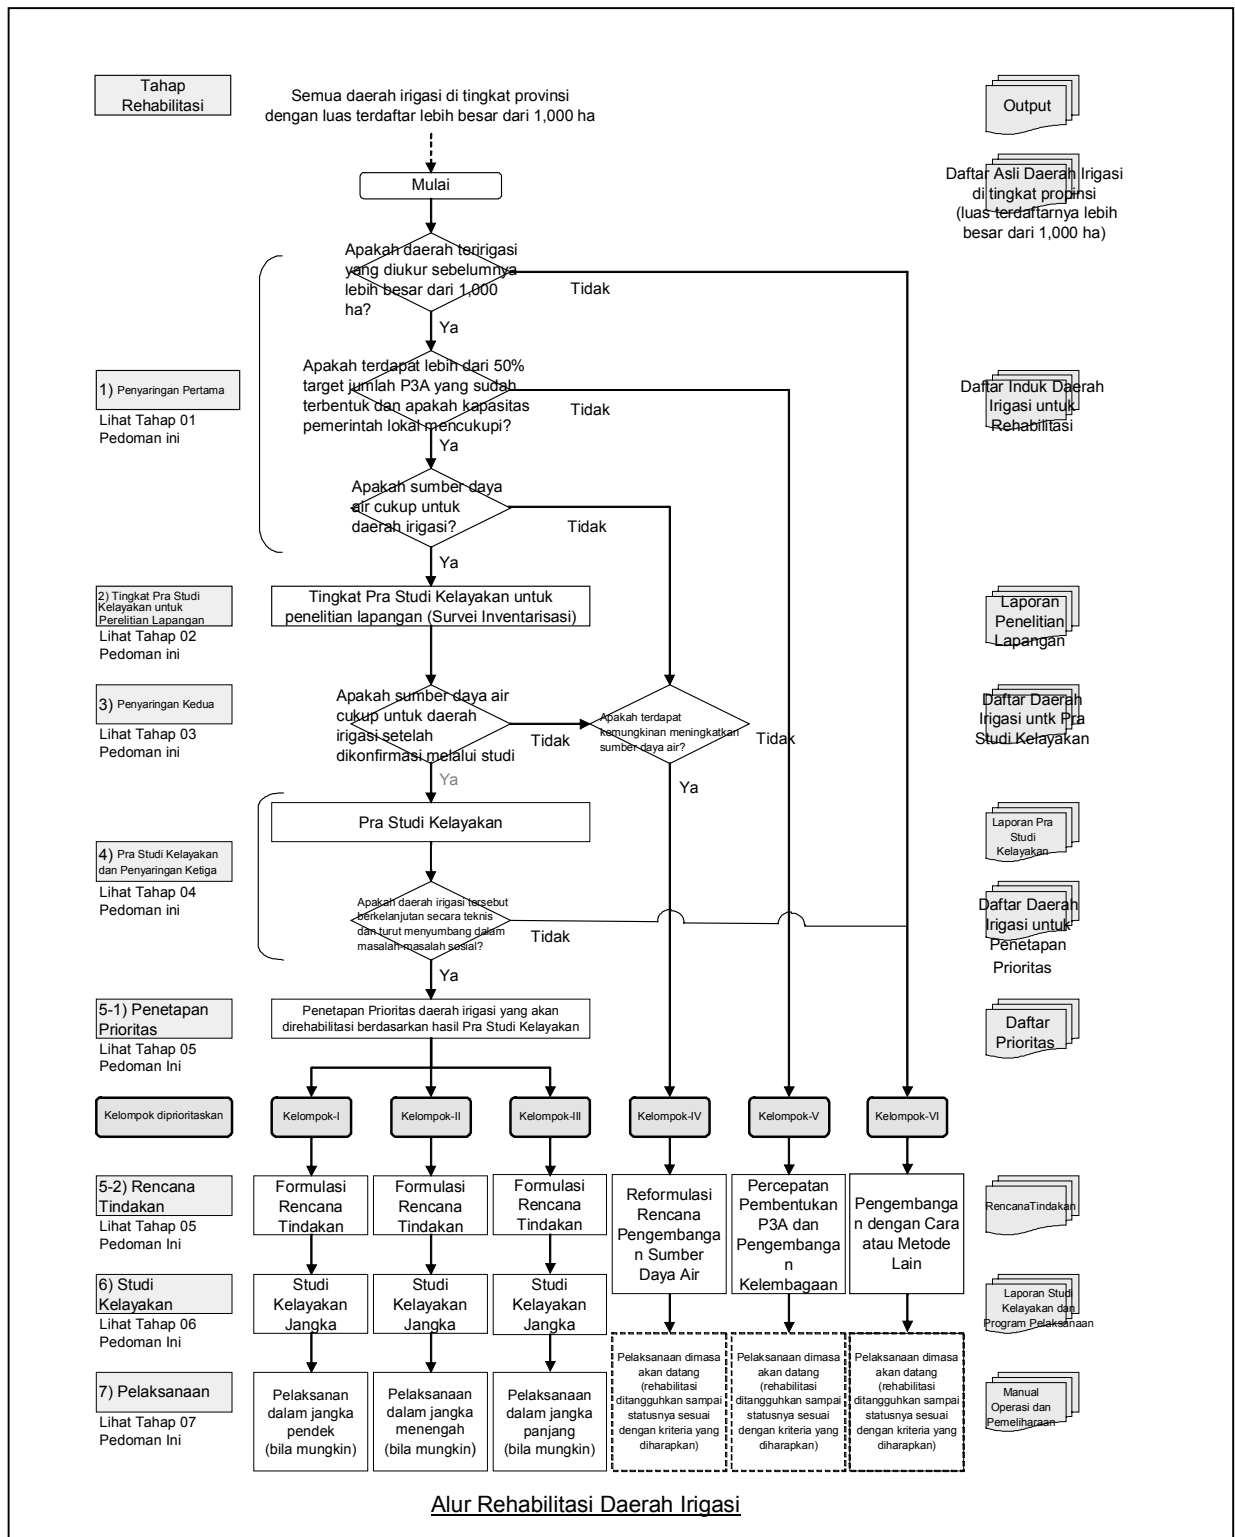 Tahap
Rehabilitasi
Semua daerah irigasi di tingkat provinsi
dengan luas terdaftar lebih besar dari 1,000 ha
Output
Mulai
Daftar Asli Daerah Irigasi
di tingkat propinsi
(luas terdaftarnya lebih
besar dari 1,000 ha)
Apakah daerah teririgasi
yang diukur sebelumnya
lebih besar dari 1,000
ha?
Tidak
Ya
1) Penyaringan Pertama
Lihat Tahap 01
Pedoman ini
Apakah terdapat lebih dari 50%
target jumlah P3A yang sudah
terbentuk dan apakah kapasitas
pemerintah lokal mencukupi?
Tidak
Ya
Daftar Induk Daerah
Irigasi untuk
Rehabilitasi
Apakah sumber daya
air cukup untuk
daerah irigasi?
Tidak
Ya
2) Tingkat Pra Studi
Kelayakan untuk
Perelitian Lapangan
Lihat Tahap 02
Pedoman ini
Tingkat Pra Studi Kelayakan untuk
penelitian lapangan (Survei Inventarisasi)
Laporan
Penelitian
Lapangan
3) Penyaringan Kedua
Lihat Tahap 03
Pedoman ini
Apakah sumber daya air
cukup untuk daerah
irigasi setelah
dikonfirmasi melalui studi
Tidak
Ya
Apakah terdapat
kemungkinan meningkatkan
sumber daya air?
Tidak
Ya
Daftar Daerah
Irigasi untk Pra
Studi Kelayakan
4) Pra Studi Kelayakan
dan Penyaringan Ketiga
Lihat Tahap 04
Pedoman ini
Pra Studi Kelayakan
Laporan Pra
Studi
Kelayakan
Apakah daerah irigasi tersebut
berkelanjutan secara teknis
dan turut menyumbang dalam
masalah-masalah sosial?
Tidak
Ya
Daftar Daerah
Irigasi untuk
Penetapan
Prioritas
5-1) Penetapan
Prioritas
Lihat Tahap 05
Pedoman Ini
Penetapan Prioritas daerah irigasi yang akan
direhabilitasi berdasarkan hasil Pra Studi Kelayakan
Daftar
Prioritas
Kelompok diprioritaskan
Kelompok-I
Kelompok-II
Kelompok-III
Kelompok-IV
Kelompok-V
Kelompok-VI
5-2) Rencana
Tindakan
Lihat Tahap 05
Pedoman Ini
Formulasi
Rencana
Tindakan
Formulasi
Rencana
Tindakan
Formulasi
Rencana
Tindakan
Reformulasi
Rencana
Pengembanga
n Sumber
Daya Air
Percepatan
Pembentukan
P3A dan
Pengembanga
n
Kelembagaan
Pengembanga
n dengan Cara
atau Metode
Lain
RencanaTindakan
6) Studi
Kelayakan
Lihat Tahap 06
Pedoman Ini
Studi
Kelayakan
Jangka
Studi
Kelayakan
Jangka
Studi
Kelayakan
Jangka
Laporan Studi
Kelayakan dan
Program Pelaksanaan
7) Pelaksanaan
Lihat Tahap 07
Pedoman Ini
Pelaksanan
dalam jangka
pendek
(bila mungkin)
Pelaksanaan
dalam jangka
menengah
(bila mungkin)
Pelaksanaan
dalam jangka
panjang
(bila mungkin)
Pelaksanaan dimasa
akan datang
(rehabilitasi
ditangguhkan sampai
statusnya sesuai
dengan kriteria yang
diharapkan)
Pelaksanaan dimasa
akan datang
(rehabilitasi
ditangguhkan sampai
statusnya sesuai
dengan kriteria yang
diharapkan)
Pelaksanaan dimasa
akan datang
(rehabilitasi
ditangguhkan sampai
statusnya sesuai
dengan kriteria yang
diharapkan)
Manual
Operasi dan
Pemeliharaan
Alur Rehabilitasi Daerah Irigasi